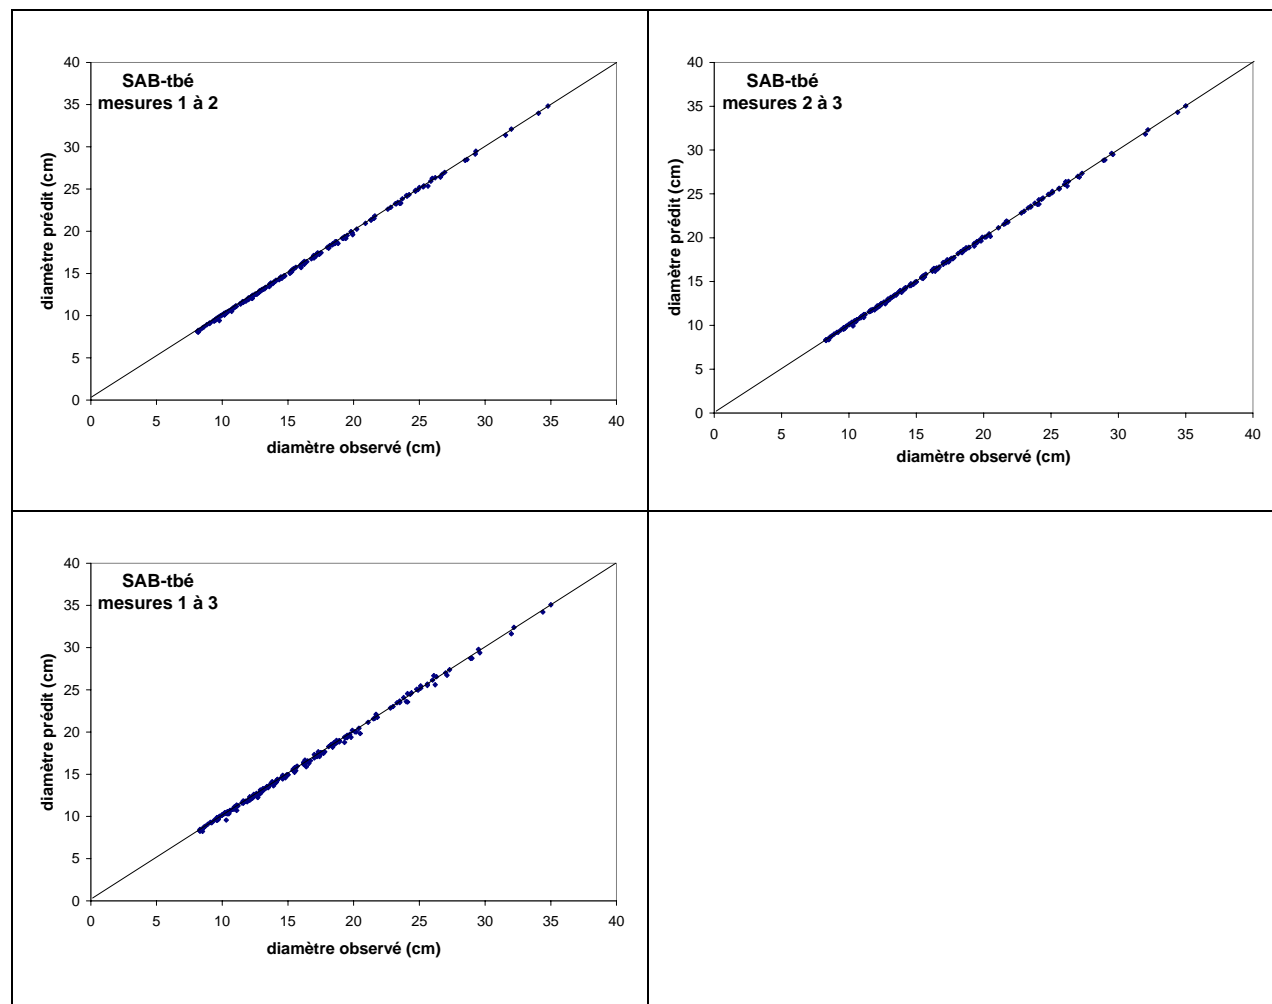 SAB-tbé
mesures 1 à 2
diamètre prédit (cm)
40
35
30
25
20
15
10
5
0
0 5 10 15 20 25 30 35 40
diamètre observé (cm)
SAB-tbé
mesures 2 à 3
diamètre prédit (cm)
40
35
30
25
20
15
10
5
0
0 5 10 15 20 25 30 35 40
diamètre observé (cm)
SAB-tbé
mesures 1 à 3
diamètre prédit (cm)
40
35
30
25
20
15
10
5
0
0 5 10 15 20 25 30 35 40
diamètre observé (cm)